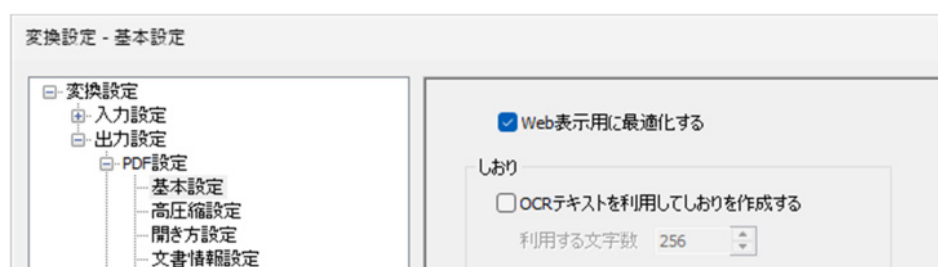 変換設定 - 基本設定
変換設定
入力設定
出力設定
PDF設定
基本設定
高圧縮設定
開き方設定
文書情報設定
Web表示用に最適化する
しおり
OCRテキストを利用してしおりを作成する
利用する文字数 256